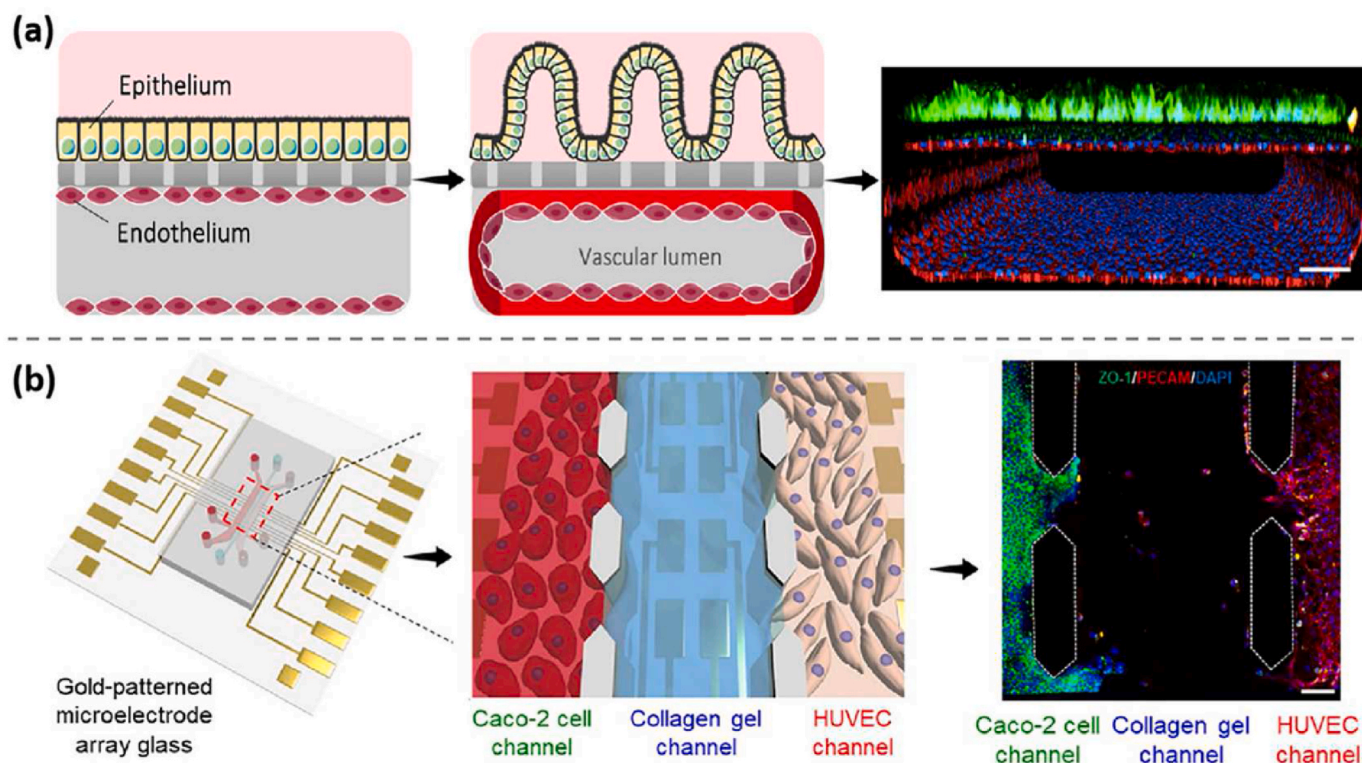 (a)
Epithelium
Endothelium
Vascular lumen
(b)
ZO-1/PECAM/DAPI
Gold-patterned
microelectrode
array glass
Caco-2 cell
channel
Collagen gel
channel
HUVEC
channel
Caco-2 cell
channel
Collagen gel
channel
HUVEC
channel